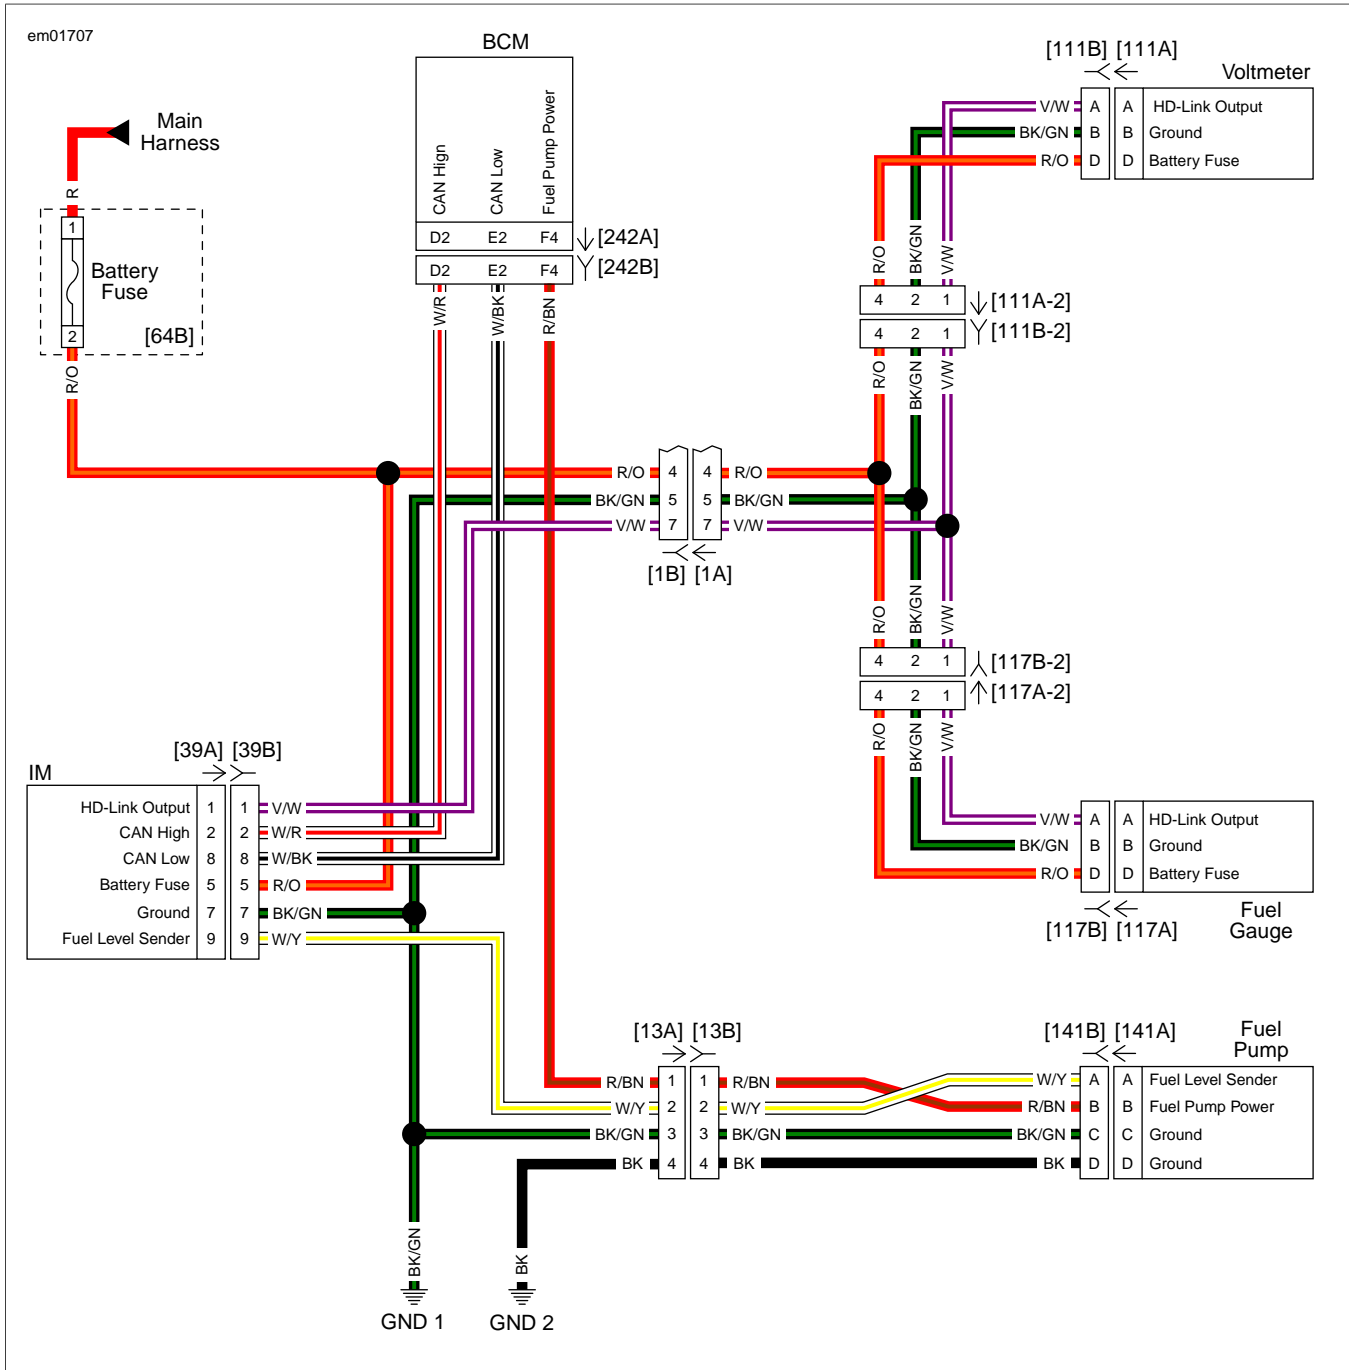 em01707
BCM
[111B] [111A]
Voltmeter
Main
Harness
CAN Hign
CAN Low
Fuel Pump Power
V/W A A HD-Link Output
BK/GN B B Ground
R/O D D Battery Fuse
R
1
Battery
Fuse
2
[64B]
R/O
D2 E2 F4 [242A]
D2 E2 F4 [242B]
W/R W/BK R/BN
R/O BK/GN V/W
4 2 1 [111A-2]
4 2 1 [111B-2]
R/O BK/GN V/W
R/O 4 4 R/O
BK/GN 5 5 BK/GN
V/W 7 7 V/W
[1B] [1A]
R/O BK/GN V/W
4 2 1 [117B-2]
4 2 1 [117A-2]
R/O BK/GN V/W
[39A] [39B]
IM
HD-Link Output 1 1 V/W
CAN High 2 2 W/R
CAN Low 8 8 W/BK
Battery Fuse 5 5 R/O
Ground 7 7 BK/GN
Fuel Level Sender 9 9 W/Y
V/W A A HD-Link Output
BK/GN B B Ground
R/O D D Battery Fuse
[117B] [117A]
Fuel
Gauge
[13A] [13B]
[141B] [141A]
Fuel
Pump
R/BN 1 1 R/BN
W/Y 2 2 W/Y
BK/GN 3 3 BK/GN
BK 4 4 BK
W/Y A A Fuel Level Sender
R/BN B B Fuel Pump Power
BK/GN C C Ground
BK D D Ground
BK/GN
BK
GND 1
GND 2